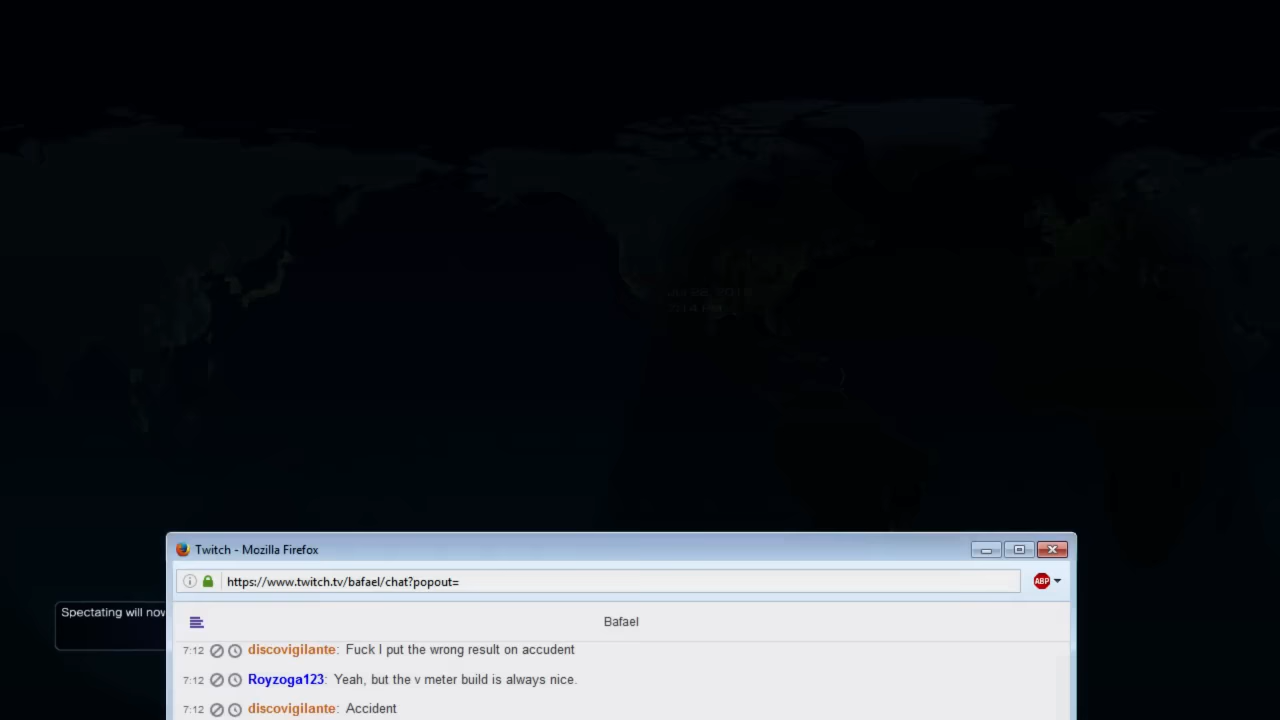 Twitch - Mozilla Firefox
https://www.twitch.tv/bafael/chat?popout=
ABP
Spectating will now
Bafael
7:12 discovigilante: Fuck I put the wrong result on accudent
7:12 Royzoga123: Yeah, but the v meter build is always nice.
7:12 discovigilante: Accident